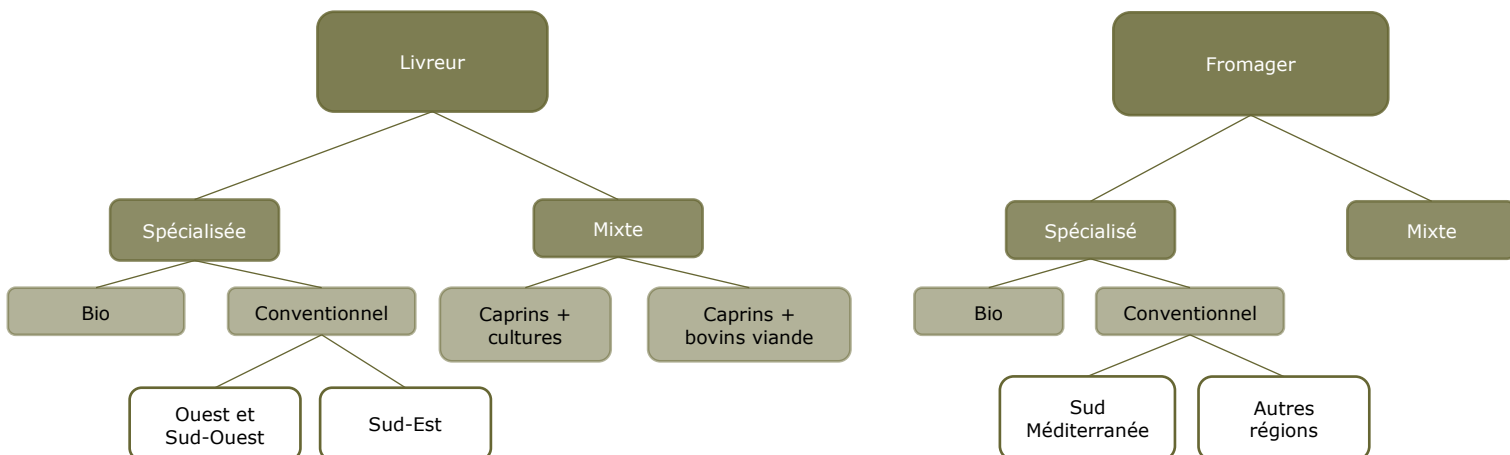 Livreur
Fromager
Spécialisée
Mixte
Spécialisé
Mixte
Bio
Conventionnel
Caprins +
cultures
Caprins +
bovins viande
Bio
Conventionnel
Ouest et
Sud-Ouest
Sud-Est
Sud
Méditerranée
Autres
régions